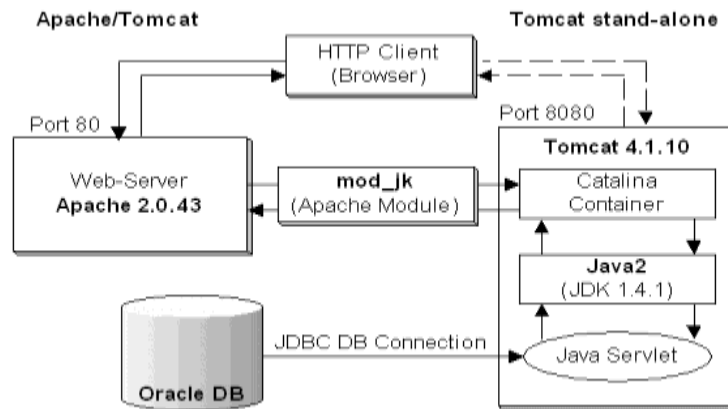 Apache/Tomcat
Tomcat stand-alone
HTTP Client
(Browser)
Port 80
Port 8080
Web-Server
Apache 2.0.43
mod_jk
(Apache Module)
Tomcat 4.1.10
Catalina
Container
Java2
(JDK 1.4.1)
JDBC DB Connection
Java Servlet
Oracle DB